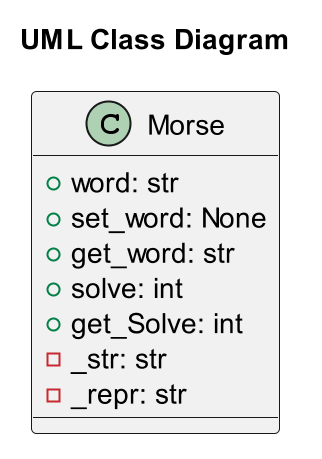 UML Class Diagram
C Morse
word: str
set_word: None
get_word: str
solve: int
get_Solve: int
_str: str
_repr: str